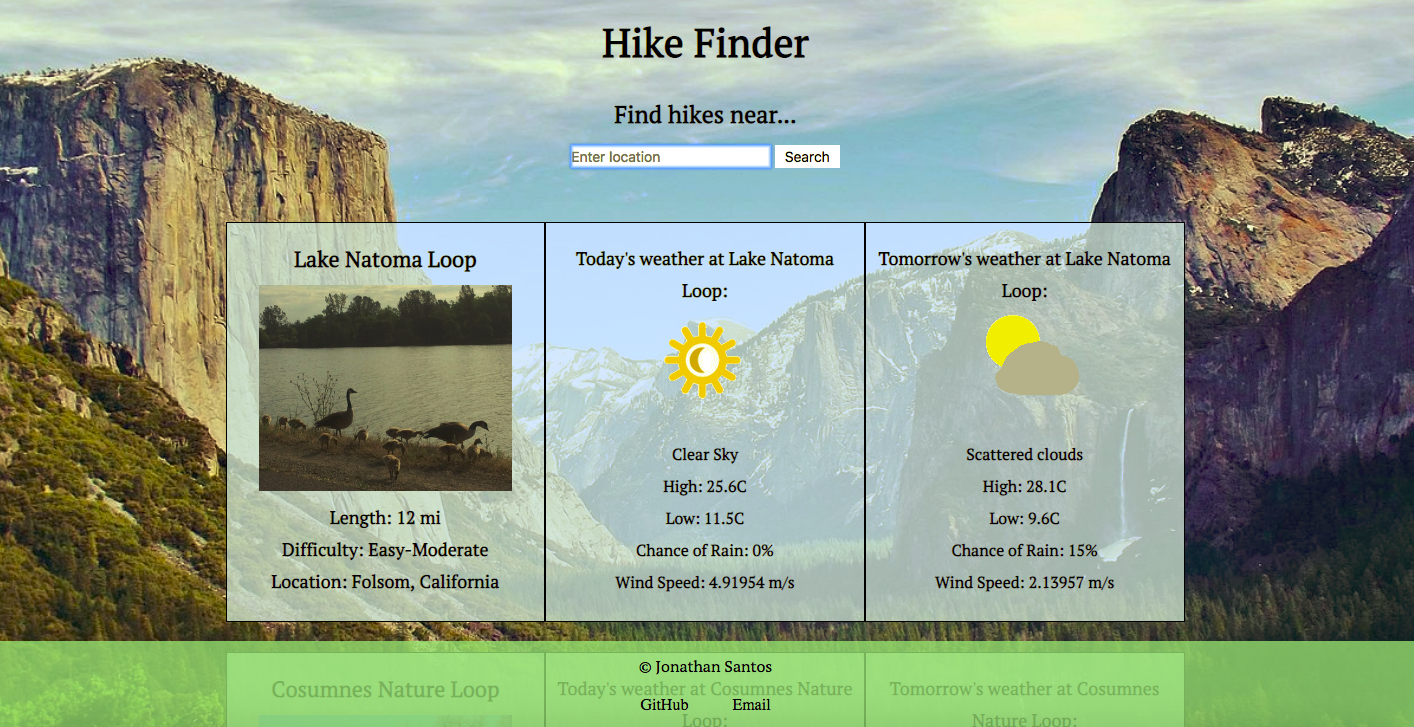 Hike Finder
Find hikes near...
Enter location
Search
Lake Natoma Loop
Length: 12 mi
Difficulty: Easy-Moderate
Location: Folsom, California
Today's weather at Lake Natoma
Loop:
Clear Sky
High: 25.6C
Low: 11.5C
Chance of Rain: 0%
Wind Speed: 4.91954 m/s
Tomorrow's weather at Lake Natoma
Loop:
Scattered clouds
High: 28.1C
Low: 9.6C
Chance of Rain: 15%
Wind Speed: 2.13957 m/s
Cosumnes Nature Loop
Today's weather at Cosumnes Nature
Loop:
Tomorrow's weather at Cosumnes
Nature Loop:
© Jonathan Santos
GitHub
Email